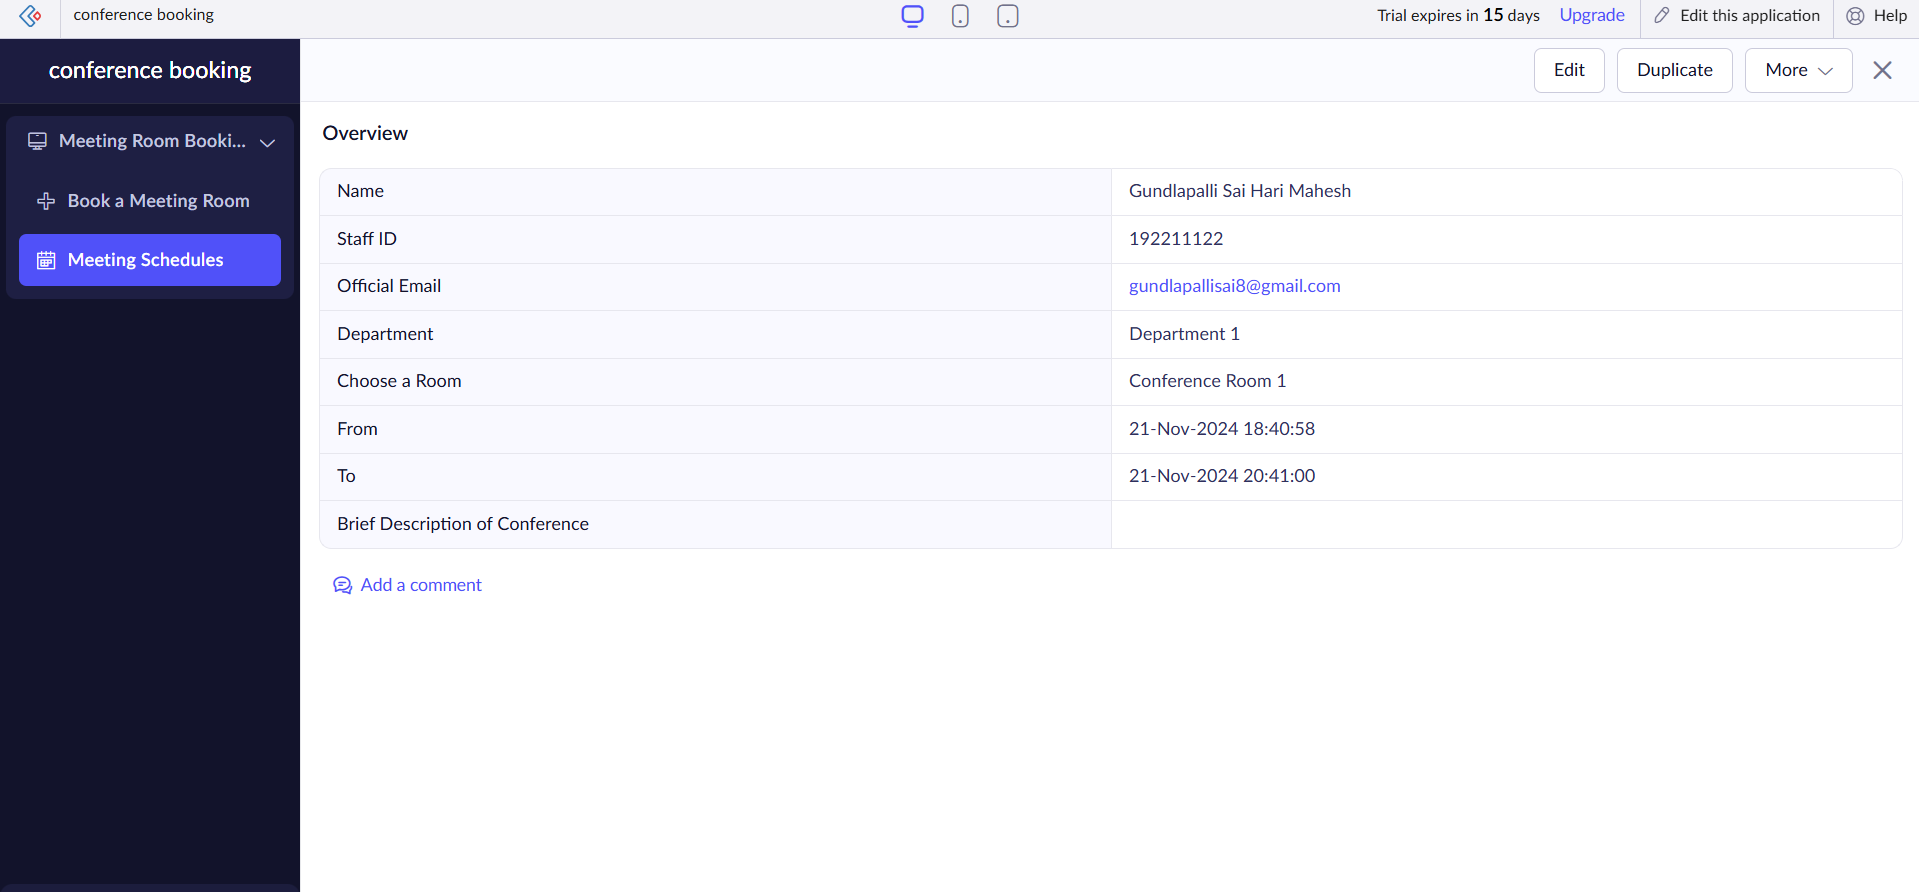 conference booking
Trial expires in 15 days Upgrade Edit this application Help
conference booking
Edit Duplicate More
Meeting Room Booki...
Book a Meeting Room
Meeting Schedules
Overview
Name Gundlapalli Sai Hari Mahesh
Staff ID 192211122
Official Email gundlapallisai8@gmail.com
Department Department 1
Choose a Room Conference Room 1
From 21-Nov-2024 18:40:58
To 21-Nov-2024 20:41:00
Brief Description of Conference
Add a comment